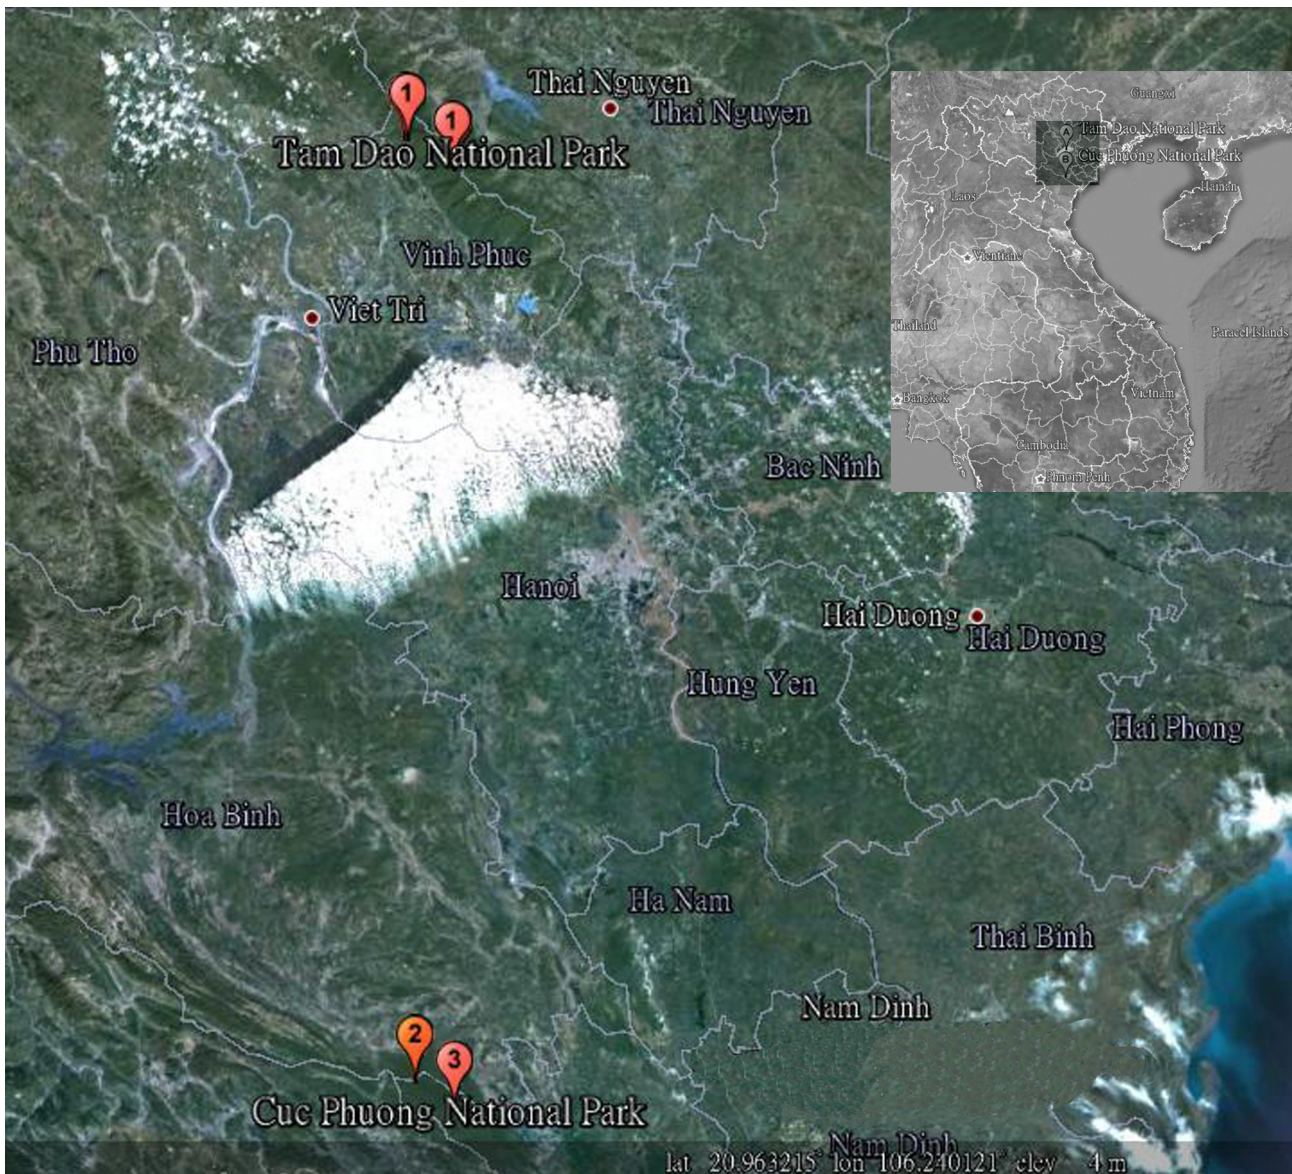 1
1
Thai Nguyen
Thai Nguyen
Tam Dao National Park
Vinh Phuc
Viet Tri
Phu Tho
Bac Ninh
Hanoi
Hai Duong
Hai Duong
Hung Yen
Hai Phong
Hoa Binh
Ha Nam
Thai Binh
Nam Dinh
2
3
Cuc Phuong National Park
Nam Dinh
lat 20.963215° lon 106.240121° elev 4 m
Guangxi
A
Tam Dao National Park
B
Cuc Phuong National Park
Hainan
Laos
Vientiane
Thailand
Paracel Islands
Bangkok
Vietnam
Cambodia
Phnom Penh